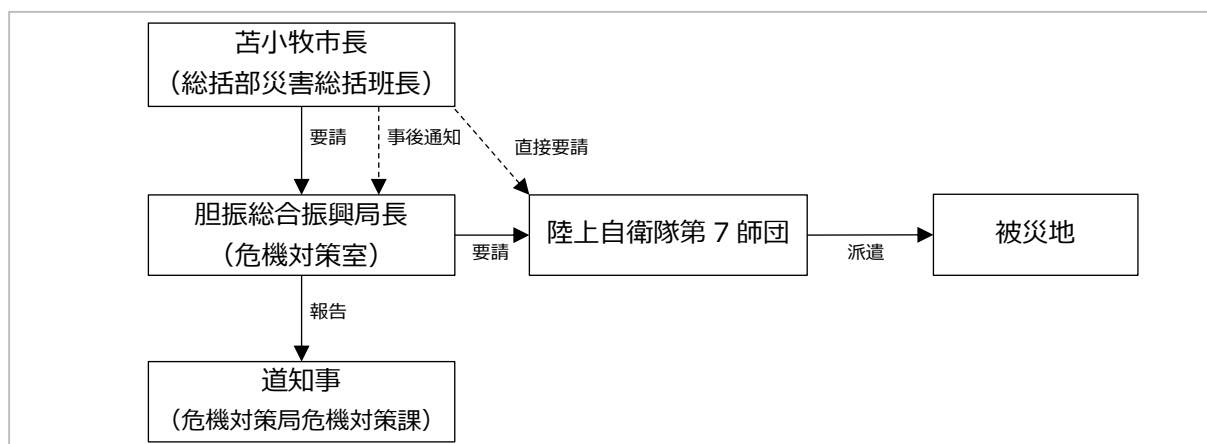 苫小牧市長
（総括部災害総括班長）
要請
事後通知
直接要請
胆振総合振興局長
（危機対策室）
要請
陸上自衛隊第７師団
派遣
被災地
報告
道知事
（危機対策局危機対策課）